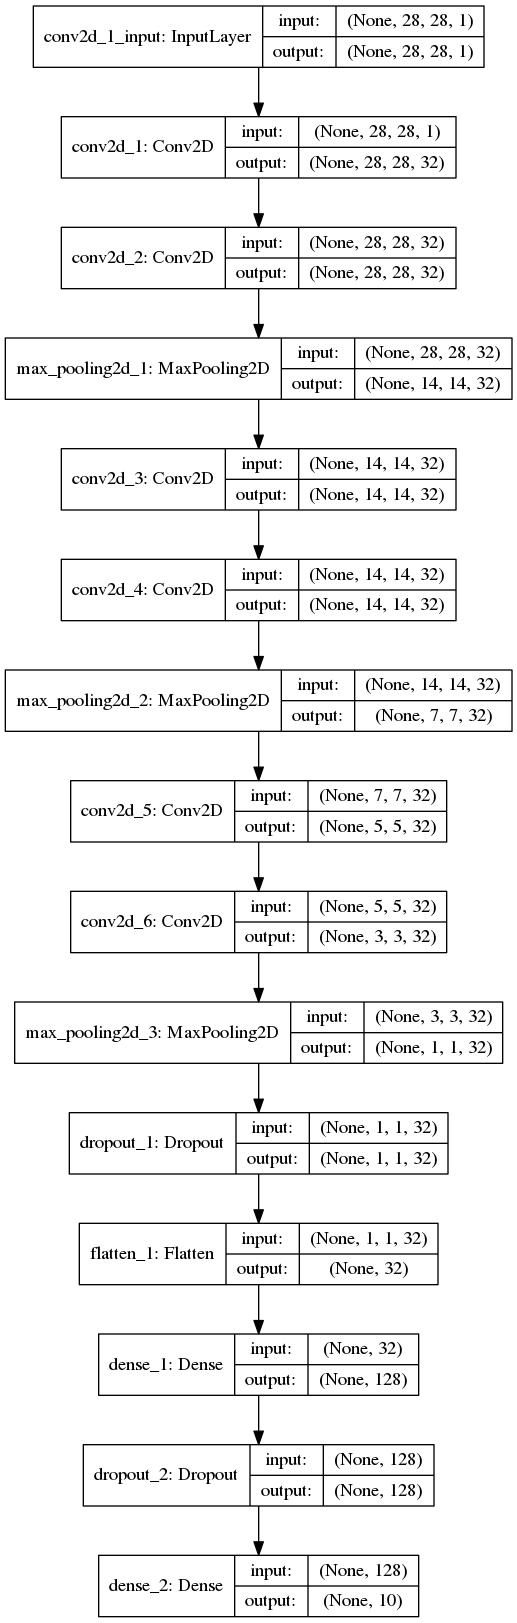 conv2d_1_input: InputLayer
input: (None, 28, 28, 1)
output: (None, 28, 28, 1)
conv2d_1: Conv2D
input: (None, 28, 28, 1)
output: (None, 28, 28, 32)
conv2d_2: Conv2D
input: (None, 28, 28, 32)
output: (None, 28, 28, 32)
max_pooling2d_1: MaxPooling2D
input: (None, 28, 28, 32)
output: (None, 14, 14, 32)
conv2d_3: Conv2D
input: (None, 14, 14, 32)
output: (None, 14, 14, 32)
conv2d_4: Conv2D
input: (None, 14, 14, 32)
output: (None, 14, 14, 32)
max_pooling2d_2: MaxPooling2D
input: (None, 14, 14, 32)
output: (None, 7, 7, 32)
conv2d_5: Conv2D
input: (None, 7, 7, 32)
output: (None, 5, 5, 32)
conv2d_6: Conv2D
input: (None, 5, 5, 32)
output: (None, 3, 3, 32)
max_pooling2d_3: MaxPooling2D
input: (None, 3, 3, 32)
output: (None, 1, 1, 32)
dropout_1: Dropout
input: (None, 1, 1, 32)
output: (None, 1, 1, 32)
flatten_1: Flatten
input: (None, 1, 1, 32)
output: (None, 32)
dense_1: Dense
input: (None, 32)
output: (None, 128)
dropout_2: Dropout
input: (None, 128)
output: (None, 128)
dense_2: Dense
input: (None, 128)
output: (None, 10)